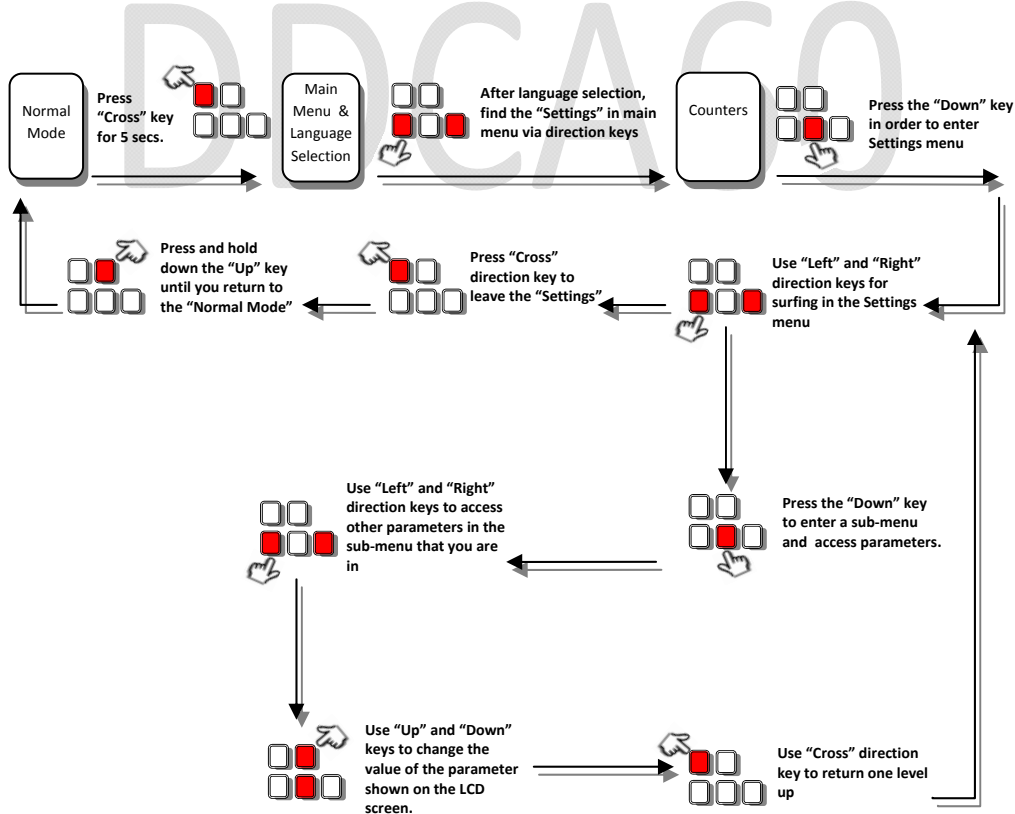 DDCA60
Normal
Mode
Press
“Cross” key
for 5 secs.
Main
Menu &
Language
Selection
After language selection,
find the “Settings” in main
menu via direction keys
Counters
Press the “Down” key
in order to enter
Settings menu
Press and hold
down the “Up” key
until you return to
the “Normal Mode”
Press “Cross”
direction key to
leave the “Settings”
Use “Left” and “Right”
direction keys for
surfing in the Settings
menu
Use “Left” and “Right”
direction keys to access
other parameters in the
sub-menu that you are
in
Press the “Down” key
to enter a sub-menu
and access parameters.
Use “Up” and “Down”
keys to change the
value of the parameter
shown on the LCD
screen.
Use “Cross” direction
key to return one level
up